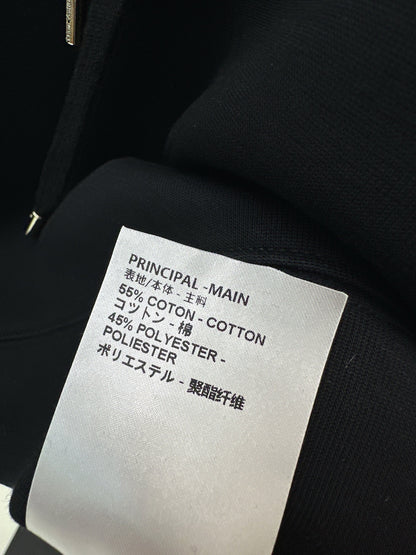 PRINCIPAL -MAIN
表地/本体 - 主料
55% COTON - COTTON
コットン - 棉
45% POLYESTER -
POLIESTER
ポリエステル - 聚酯纤维